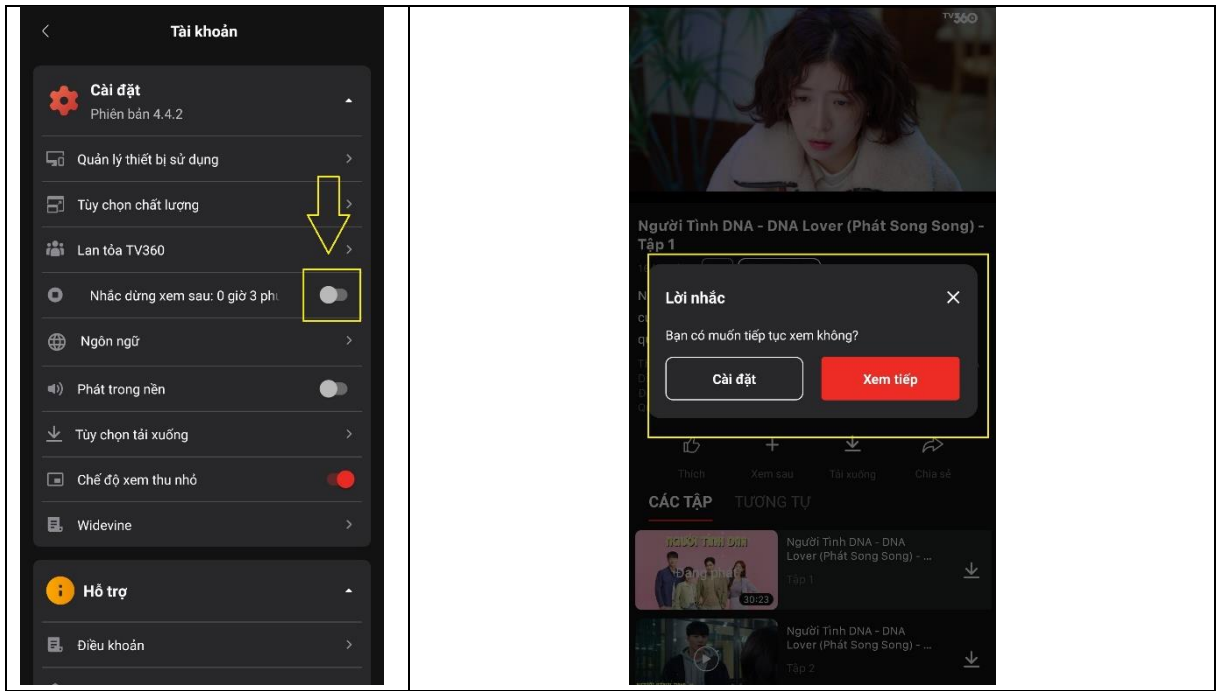 Tài khoản
Cài đặt
Phiên bản 4.4.2
Quản lý thiết bị sử dụng
Tùy chọn chất lượng
Lan tỏa TV360
Nhắc dừng xem sau: 0 giờ 3 phú
Ngôn ngữ
Phát trong nền
Tùy chọn tải xuống
Chế độ xem thu nhỏ
Widevine
Hỗ trợ
Điều khoản
TV360
Người Tình DNA - DNA Lover (Phát Song Song) -
Tập 1
Lời nhắc
Bạn có muốn tiếp tục xem không?
Cài đặt
Xem tiếp
Thích
Xem sau
Tải xuống
Chia sẻ
CÁC TẬP
TƯƠNG TỰ
NGƯỜI TÌNH DNA
Đang phát
30:23
Người Tình DNA - DNA
Lover (Phát Song Song) - ...
Tập 1
Người Tình DNA - DNA
Lover (Phát Song Song) - ...
Tập 2